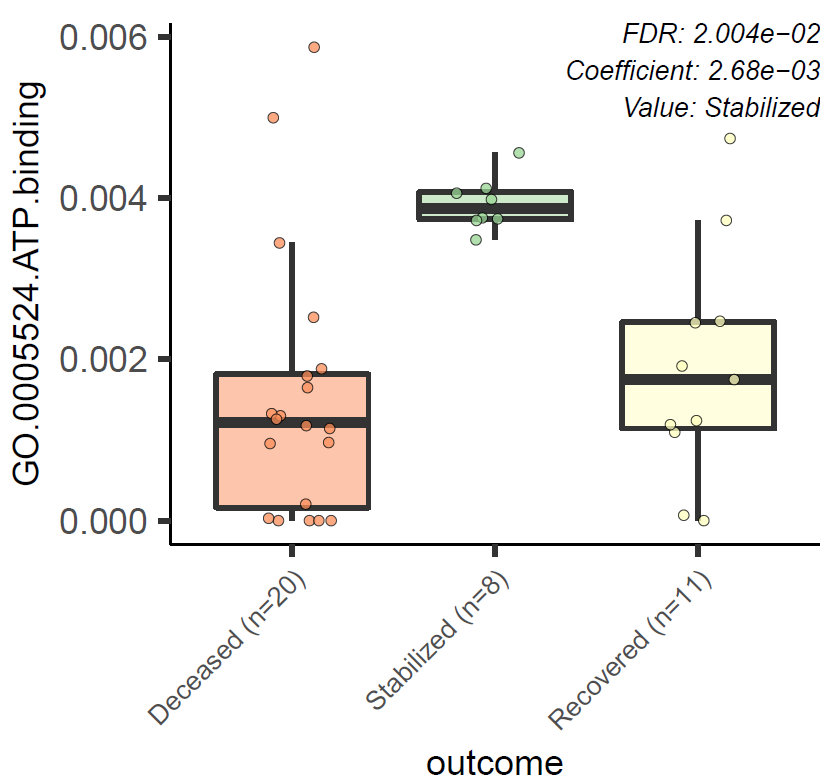 FDR: 2.004e−02
Coefficient: 2.68e−03
Value: Stabilized
GO.0005524.ATP.binding
0.006
0.004
0.002
0.000
Deceased (n=20)
Stabilized (n=8)
Recovered (n=11)
outcome